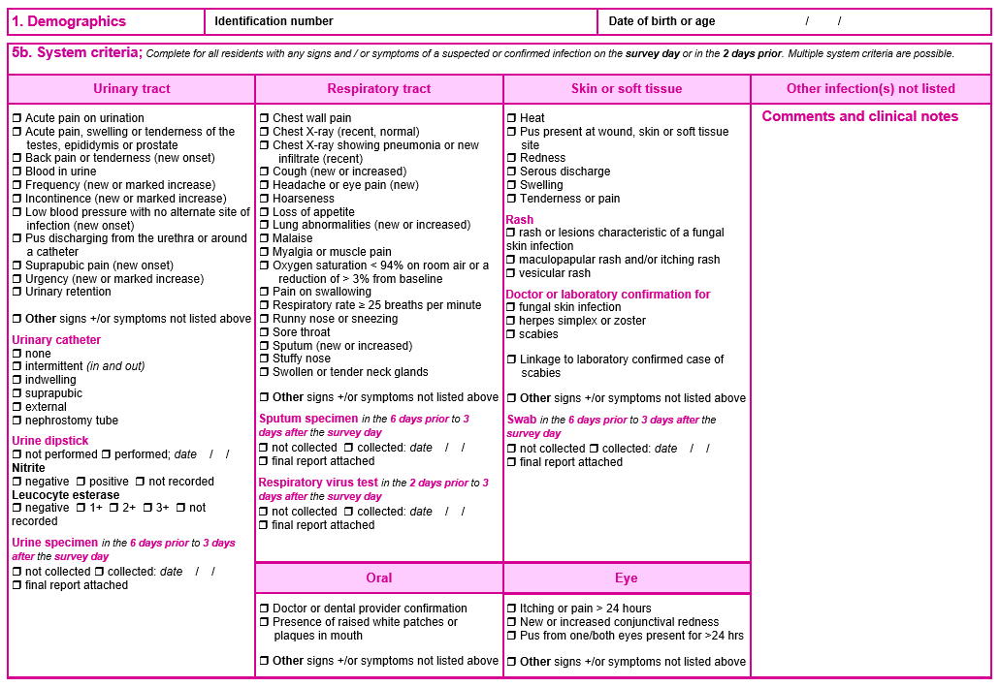 1. Demographics
Identification number
Date of birth or age / /
5b. System criteria; Complete for all residents with any signs and / or symptoms of a suspected or confirmed infection on the survey day or in the 2 days prior. Multiple system criteria are possible.
Urinary tract
❒ Acute pain on urination
❒ Acute pain, swelling or tenderness of the
testes, epididymis or prostate
❒ Back pain or tenderness (new onset)
❒ Blood in urine
❒ Frequency (new or marked increase)
❒ Incontinence (new or marked increase)
❒ Low blood pressure with no alternate site of
infection (new onset)
❒ Pus discharging from the urethra or around
a catheter
❒ Suprapubic pain (new onset)
❒ Urgency (new or marked increase)
❒ Urinary retention
❒ Other signs +/or symptoms not listed above
Urinary catheter
❒ none
❒ intermittent (in and out)
❒ indwelling
❒ suprapubic
❒ external
❒ nephrostomy tube
Urine dipstick
❒ not performed ❒ performed; date / /
Nitrite
❒ negative ❒ positive ❒ not recorded
Leucocyte esterase
❒ negative ❒ 1+ ❒ 2+ ❒ 3+ ❒ not
recorded
Urine specimen in the 6 days prior to 3 days
after the survey day
❒ not collected ❒ collected: date / /
❒ final report attached
Respiratory tract
❒ Chest wall pain
❒ Chest X-ray (recent, normal)
❒ Chest X-ray showing pneumonia or new
infiltrate (recent)
❒ Cough (new or increased)
❒ Headache or eye pain (new)
❒ Hoarseness
❒ Loss of appetite
❒ Lung abnormalities (new or increased)
❒ Malaise
❒ Myalgia or muscle pain
❒ Oxygen saturation < 94% on room air or a
reduction of > 3% from baseline
❒ Pain on swallowing
❒ Respiratory rate ≥ 25 breaths per minute
❒ Runny nose or sneezing
❒ Sore throat
❒ Sputum (new or increased)
❒ Stuffy nose
❒ Swollen or tender neck glands
❒ Other signs +/or symptoms not listed above
Sputum specimen in the 6 days prior to 3
days after the survey day
❒ not collected ❒ collected: date / /
❒ final report attached
Respiratory virus test in the 2 days prior to 3
days after the survey day
❒ not collected ❒ collected: date / /
❒ final report attached
Oral
❒ Doctor or dental provider confirmation
❒ Presence of raised white patches or
plaques in mouth
❒ Other signs +/or symptoms not listed above
Skin or soft tissue
❒ Heat
❒ Pus present at wound, skin or soft tissue
site
❒ Redness
❒ Serous discharge
❒ Swelling
❒ Tenderness or pain
Rash
❒ rash or lesions characteristic of a fungal
skin infection
❒ maculopapular rash and/or itching rash
❒ vesicular rash
Doctor or laboratory confirmation for
❒ fungal skin infection
❒ herpes simplex or zoster
❒ scabies
❒ Linkage to laboratory confirmed case of
scabies
❒ Other signs +/or symptoms not listed above
Swab in the 6 days prior to 3 days after the
survey day
❒ not collected ❒ collected: date / /
❒ final report attached
Eye
❒ Itching or pain > 24 hours
❒ New or increased conjunctival redness
❒ Pus from one/both eyes present for >24 hrs
❒ Other signs +/or symptoms not listed above
Other infection(s) not listed
Comments and clinical notes